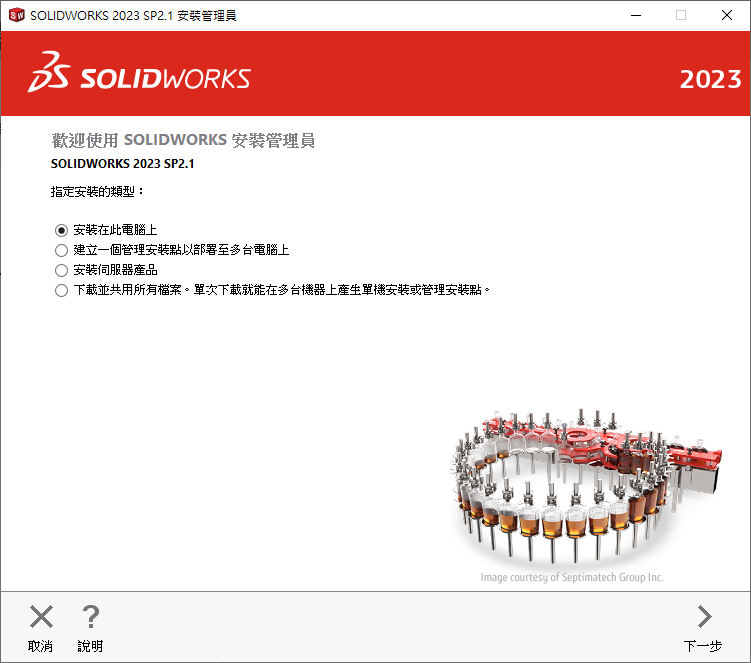 SOLIDWORKS 2023 SP2.1 安裝管理員
SOLIDWORKS
2023
歡迎使用 SOLIDWORKS 安裝管理員
SOLIDWORKS 2023 SP2.1
指定安裝的類型：
安裝在此電腦上
建立一個管理安裝點以部署至多台電腦上
安裝伺服器產品
下載並共用所有檔案。單次下載就能在多台機器上產生單機安裝或管理安裝點。
Image courtesy of Septimatech Group Inc.
取消
說明
下一步